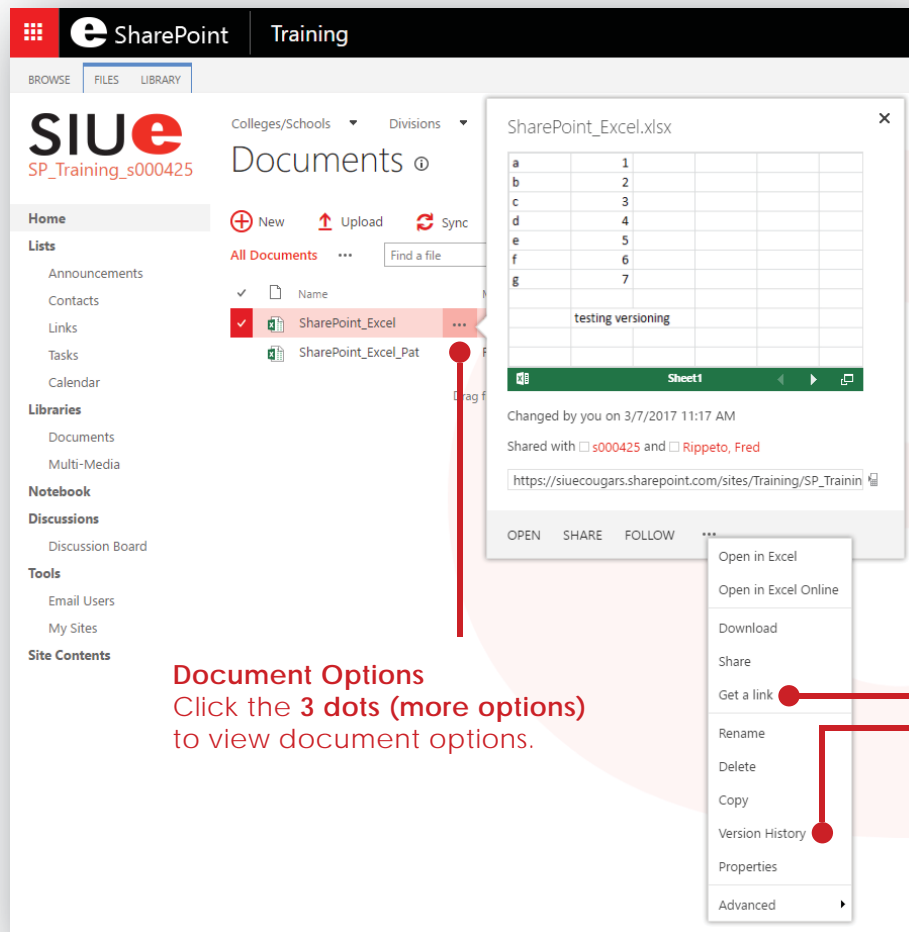 SharePoint
Training
BROWSE FILES LIBRARY
SIUe
SP_Training_s000425
Home
Lists
Announcements
Contacts
Links
Tasks
Calendar
Libraries
Documents
Multi-Media
Notebook
Discussions
Discussion Board
Tools
Email Users
My Sites
Site Contents
Colleges/Schools Divisions
Documents
New Upload Sync
All Documents ... Find a file
Name
SharePoint_Excel ...
SharePoint_Excel_Pat
Drag f
SharePoint_Excel.xlsx
a 1
b 2
c 3
d 4
e 5
f 6
g 7
testing versioning
Sheet1
Changed by you on 3/7/2017 11:17 AM
Shared with s000425 and Rippeto, Fred
https://siuecougars.sharepoint.com/sites/Training/SP_Trainin
OPEN SHARE FOLLOW ...
Open in Excel
Open in Excel Online
Download
Share
Get a link
Rename
Delete
Copy
Version History
Properties
Advanced
Document Options
Click the 3 dots (more options)
to view document options.